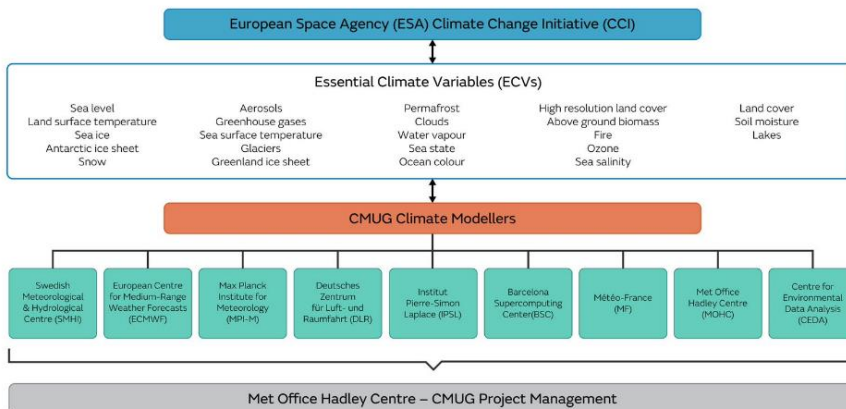 European Space Agency (ESA) Climate Change Initiative (CCI)
Essential Climate Variables (ECVs)
Sea level
Land surface temperature
Sea ice
Antarctic ice sheet
Snow
Aerosols
Greenhouse gases
Sea surface temperature
Glaciers
Greenland ice sheet
Permafrost
Clouds
Water vapour
Sea state
Ocean colour
High resolution land cover
Above ground biomass
Fire
Ozone
Sea salinity
Land cover
Soil moisture
Lakes
CMUG Climate Modellers
Swedish
Meteorological
& Hydrological
Centre (SMHI)
European Centre
for Medium-Range
Weather Forecasts
(ECMWF)
Max Planck
Institute for
Meteorology
(MPI-M)
Deutsches
Zentrum
für Luft- und
Raumfahrt (DLR)
Institut
Pierre-Simon
Laplace (IPSL)
Barcelona
Supercomputing
Center(BSC)
Météo-France
(MF)
Met Office
Hadley Centre
(MOHC)
Centre for
Environmental
Data Analysis
(CEDA)
Met Office Hadley Centre – CMUG Project Management